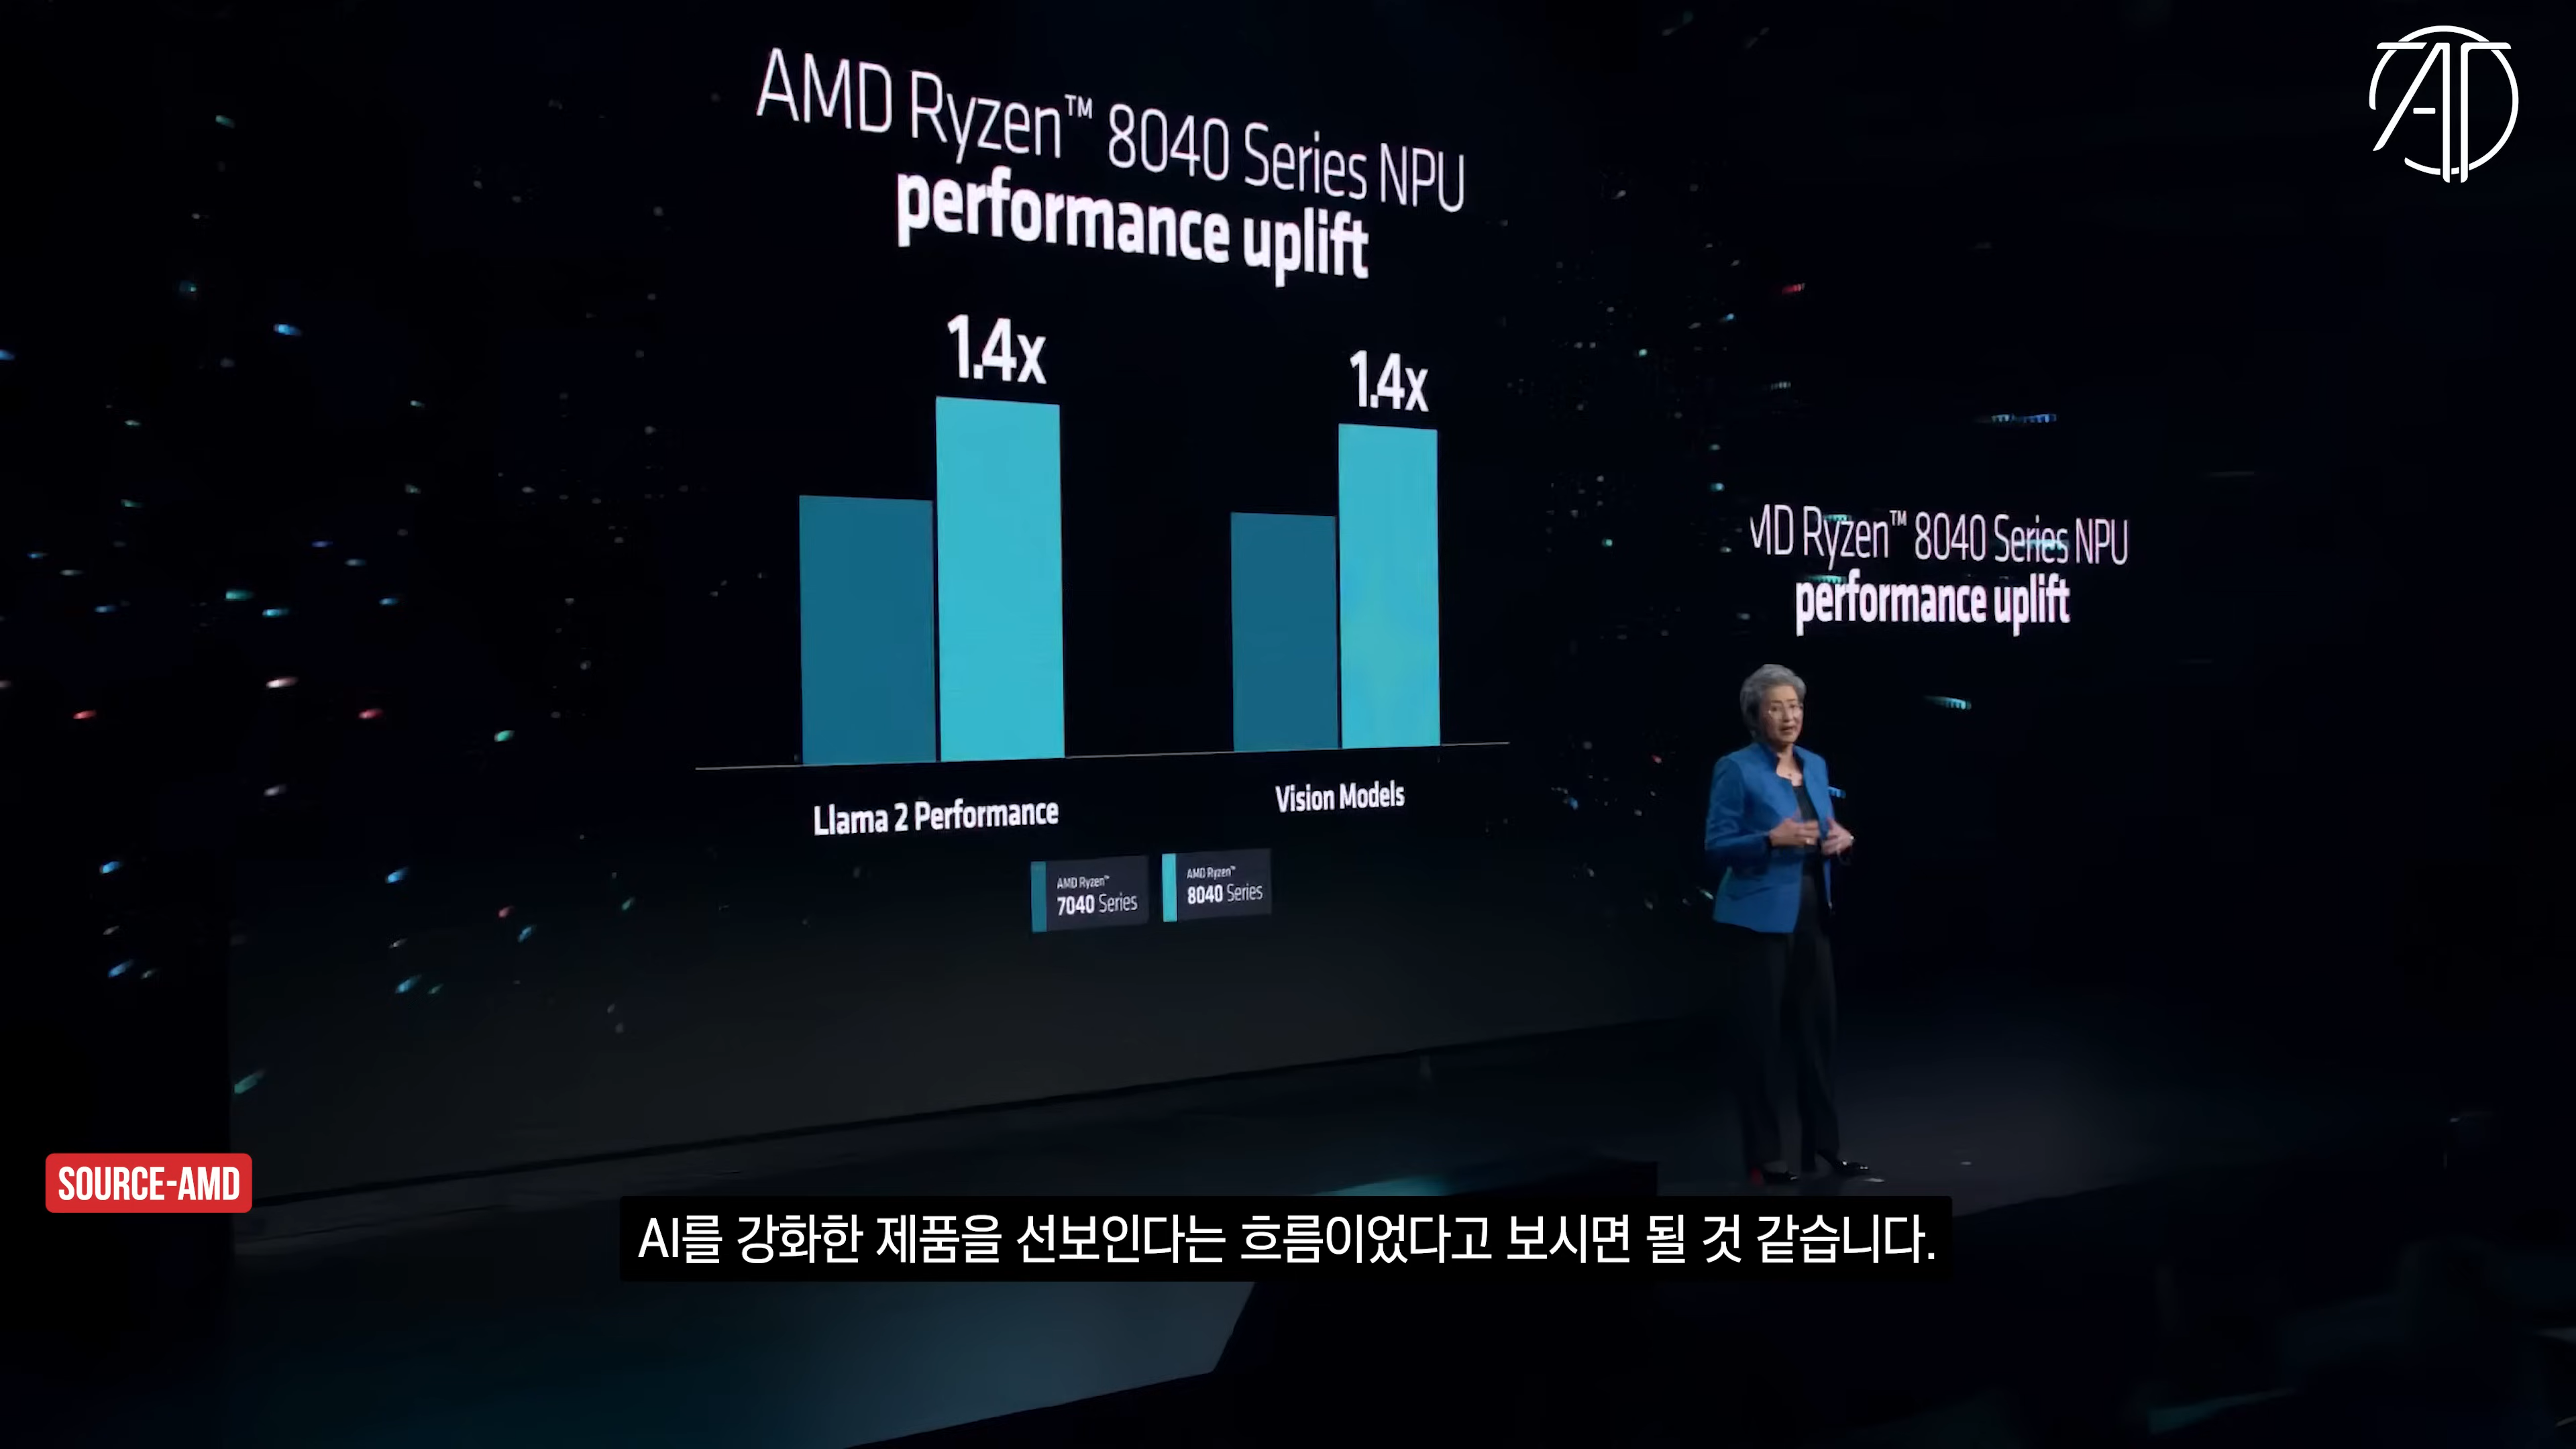 AMD Ryzen™ 8040 Series NPU
performance uplift
1.4x
1.4x
Llama 2 Performance
Vision Models
AMD Ryzen™
7040 Series
AMD Ryzen™
8040 Series
MD Ryzen™ 8040 Series NPU
performance uplift
SOURCE-AMD
AI를 강화한 제품을 선보인다는 흐름이었다고 보시면 될 것 같습니다.